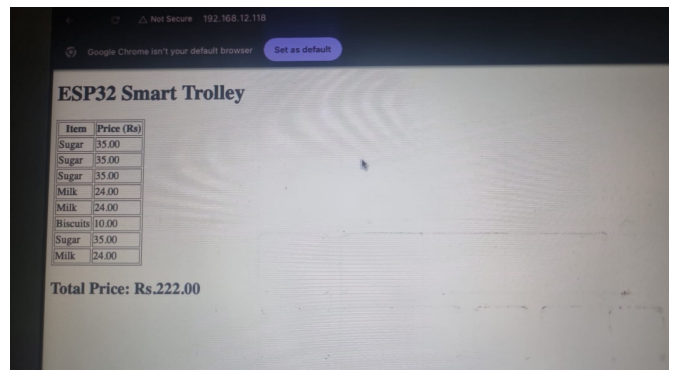 Not Secure 192.168.12.118
Google Chrome isn't your default browser Set as default
ESP32 Smart Trolley
Item Price (Rs)
Sugar 35.00
Sugar 35.00
Sugar 35.00
Milk 24.00
Milk 24.00
Biscuits 10.00
Sugar 35.00
Milk 24.00
Total Price: Rs.222.00